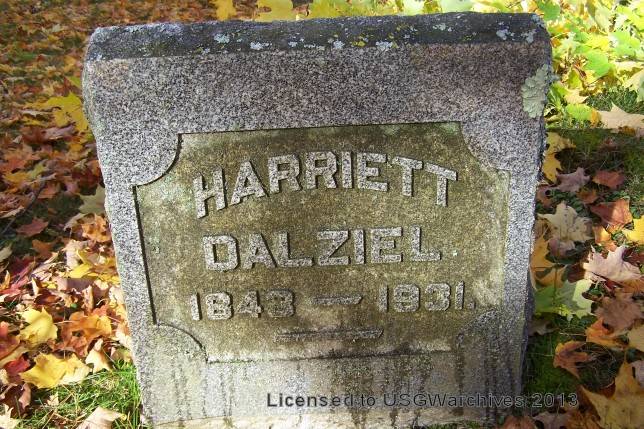 HARRIETT
DALZIEL
1843 — 1931.
Licensed to USGWarchives 2013